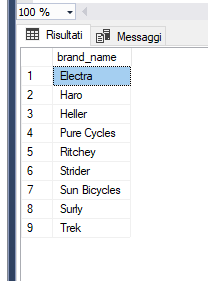 100 %
Risultati Messaggi
brand_name
1 Electra
2 Haro
3 Heller
4 Pure Cycles
5 Ritchey
6 Strider
7 Sun Bicycles
8 Surly
9 Trek